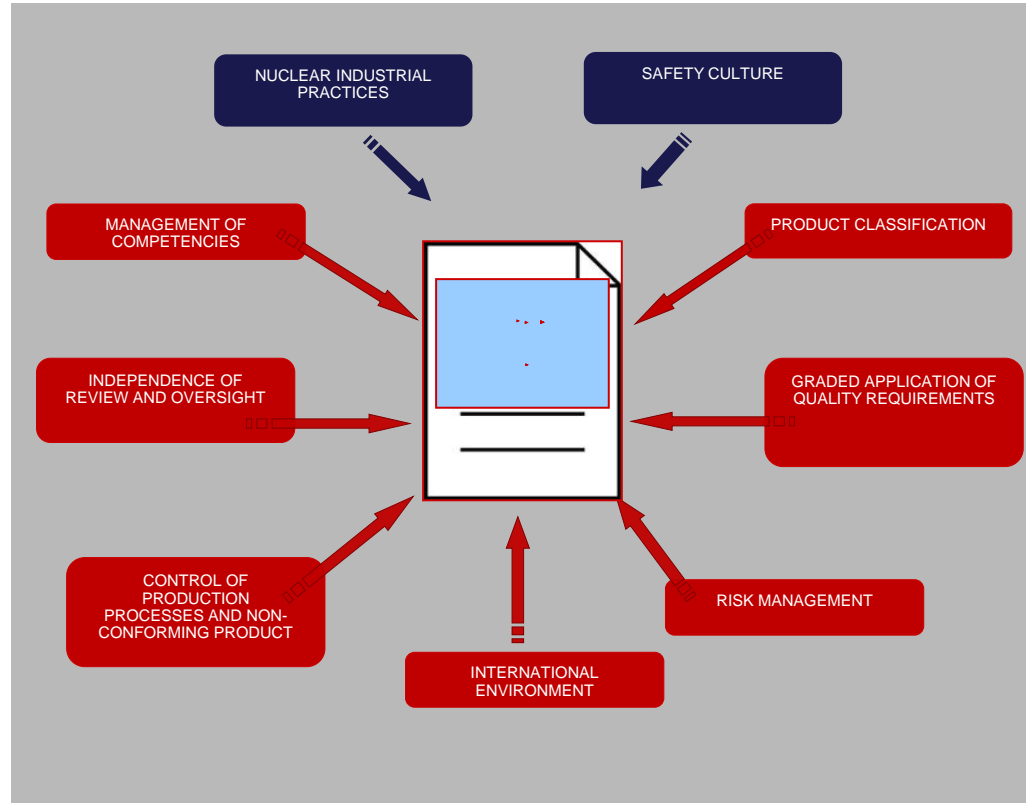 NUCLEAR INDUSTRIAL
PRACTICES
SAFETY CULTURE
MANAGEMENT OF
COMPETENCIES
PRODUCT CLASSIFICATION
INDEPENDENCE OF
REVIEW AND OVERSIGHT
GRADED APPLICATION OF
QUALITY REQUIREMENTS
CONTROL OF
PRODUCTION
PROCESSES AND NON-
CONFORMING PRODUCT
RISK MANAGEMENT
INTERNATIONAL
ENVIRONMENT